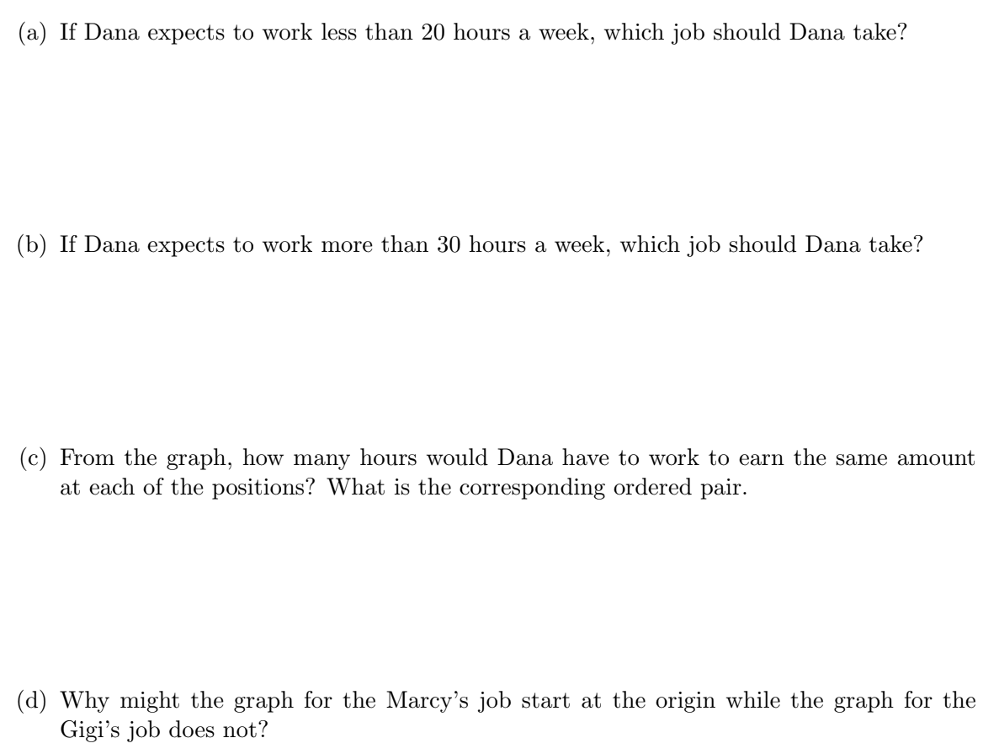 (a) If Dana expects to work less than 20 hours a week, which job should Dana take?
(b) If Dana expects to work more than 30 hours a week, which job should Dana take?
(c) From the graph, how many hours would Dana have to work to earn the same amount
at each of the positions? What is the corresponding ordered pair.
(d) Why might the graph for the Marcy's job start at the origin while the graph for the
Gigi's job does not?